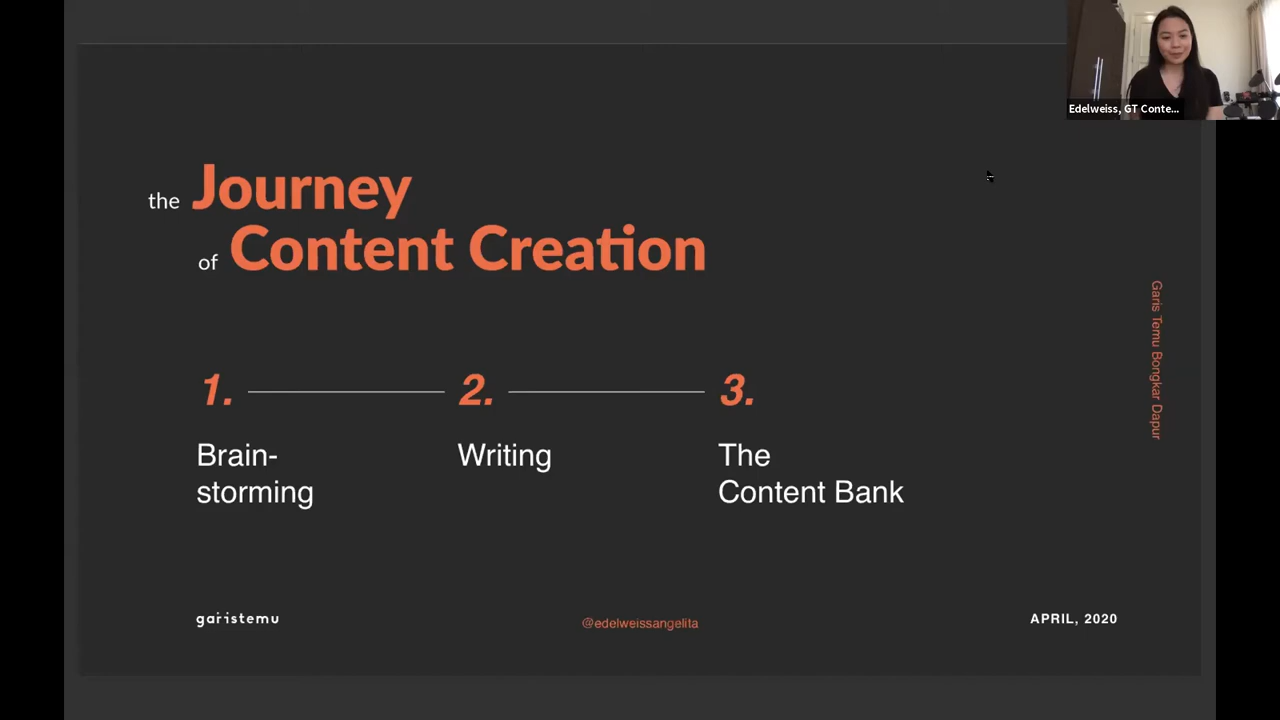 Edelweiss, GT Conte...
the Journey
of Content Creation
1.
2.
3.
Brain-
storming
Writing
The
Content Bank
Garis Temu Bongkar Dapur
garistemu
@edelweissangelita
APRIL, 2020